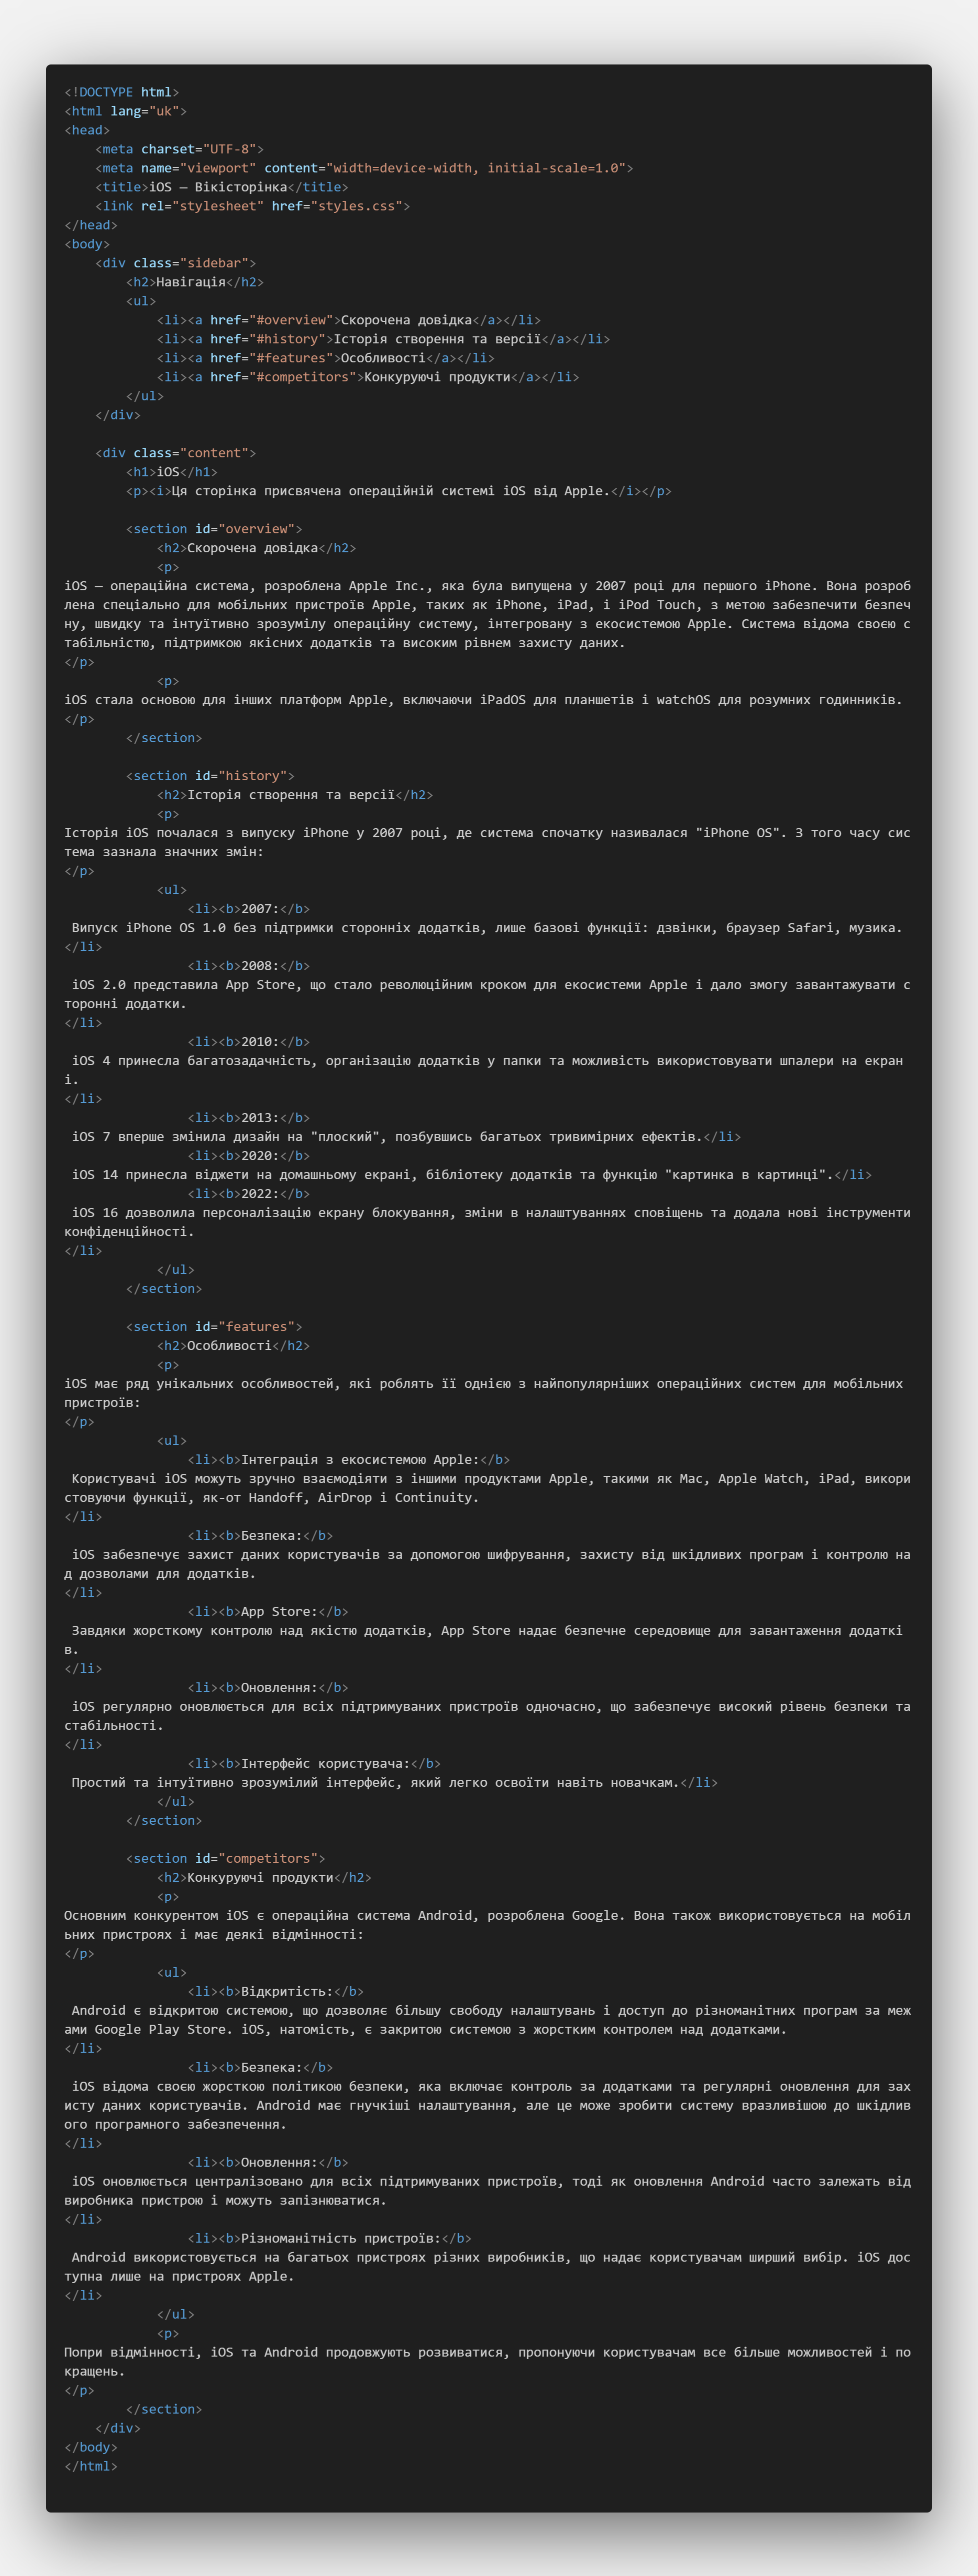 <!DOCTYPE html>
<html lang="uk">
<head>
    <meta charset="UTF-8">
    <meta name="viewport" content="width=device-width, initial-scale=1.0">
    <title>iOS — Вікісторінка</title>
    <link rel="stylesheet" href="styles.css">
</head>
<body>
    <div class="sidebar">
        <h2>Навігація</h2>
        <ul>
            <li><a href="#overview">Скорочена довідка</a></li>
            <li><a href="#history">Історія створення та версії</a></li>
            <li><a href="#features">Особливості</a></li>
            <li><a href="#competitors">Конкуруючі продукти</a></li>
        </ul>
    </div>

    <div class="content">
        <h1>iOS</h1>
        <p><i>Ця сторінка присвячена операційній системі iOS від Apple.</i></p>

        <section id="overview">
            <h2>Скорочена довідка</h2>
            <p>
iOS — операційна система, розроблена Apple Inc., яка була випущена у 2007 році для першого iPhone. Вона розроб
лена спеціально для мобільних пристроїв Apple, таких як iPhone, iPad, і iPod Touch, з метою забезпечити безпеч
ну, швидку та інтуїтивно зрозумілу операційну систему, інтегровану з екосистемою Apple. Система відома своєю с
табільністю, підтримкою якісних додатків та високим рівнем захисту даних.
</p>
            <p>
iOS стала основою для інших платформ Apple, включаючи iPadOS для планшетів і watchOS для розумних годинників.
</p>
        </section>

        <section id="history">
            <h2>Історія створення та версії</h2>
            <p>
Історія iOS почалася з випуску iPhone у 2007 році, де система спочатку називалася "iPhone OS". З того часу сис
тема зазнала значних змін:
</p>
            <ul>
                <li><b>2007:</b>
 Випуск iPhone OS 1.0 без підтримки сторонніх додатків, лише базові функції: дзвінки, браузер Safari, музика.
</li>
                <li><b>2008:</b>
 iOS 2.0 представила App Store, що стало революційним кроком для екосистеми Apple і дало змогу завантажувати с
торонні додатки.
</li>
                <li><b>2010:</b>
 iOS 4 принесла багатозадачність, організацію додатків у папки та можливість використовувати шпалери на екран
і.
</li>
                <li><b>2013:</b>
 iOS 7 вперше змінила дизайн на "плоский", позбувшись багатьох тривимірних ефектів.</li>
                <li><b>2020:</b>
 iOS 14 принесла віджети на домашньому екрані, бібліотеку додатків та функцію "картинка в картинці".</li>
                <li><b>2022:</b>
 iOS 16 дозволила персоналізацію екрану блокування, зміни в налаштуваннях сповіщень та додала нові інструменти
конфіденційності.
</li>
            </ul>
        </section>

        <section id="features">
            <h2>Особливості</h2>
            <p>
iOS має ряд унікальних особливостей, які роблять її однією з найпопулярніших операційних систем для мобільних
пристроїв:
</p>
            <ul>
                <li><b>Інтеграція з екосистемою Apple:</b>
 Користувачі iOS можуть зручно взаємодіяти з іншими продуктами Apple, такими як Mac, Apple Watch, iPad, викори
стовуючи функції, як-от Handoff, AirDrop і Continuity.
</li>
                <li><b>Безпека:</b>
 iOS забезпечує захист даних користувачів за допомогою шифрування, захисту від шкідливих програм і контролю на
д дозволами для додатків.
</li>
                <li><b>App Store:</b>
 Завдяки жорсткому контролю над якістю додатків, App Store надає безпечне середовище для завантаження додаткі
в.
</li>
                <li><b>Оновлення:</b>
 iOS регулярно оновлюється для всіх підтримуваних пристроїв одночасно, що забезпечує високий рівень безпеки та
стабільності.
</li>
                <li><b>Інтерфейс користувача:</b>
 Простий та інтуїтивно зрозумілий інтерфейс, який легко освоїти навіть новачкам.</li>
            </ul>
        </section>

        <section id="competitors">
            <h2>Конкуруючі продукти</h2>
            <p>
Основним конкурентом iOS є операційна система Android, розроблена Google. Вона також використовується на мобіл
ьних пристроях і має деякі відмінності:
</p>
            <ul>
                <li><b>Відкритість:</b>
 Android є відкритою системою, що дозволяє більшу свободу налаштувань і доступ до різноманітних програм за меж
ами Google Play Store. iOS, натомість, є закритою системою з жорстким контролем над додатками.
</li>
                <li><b>Безпека:</b>
 iOS відома своєю жорсткою політикою безпеки, яка включає контроль за додатками та регулярні оновлення для зах
исту даних користувачів. Android має гнучкіші налаштування, але це може зробити систему вразливішою до шкідлив
ого програмного забезпечення.
</li>
                <li><b>Оновлення:</b>
 iOS оновлюється централізовано для всіх підтримуваних пристроїв, тоді як оновлення Android часто залежать від
виробника пристрою і можуть запізнюватися.
</li>
                <li><b>Різноманітність пристроїв:</b>
 Android використовується на багатьох пристроях різних виробників, що надає користувачам ширший вибір. iOS дос
тупна лише на пристроях Apple.
</li>
            </ul>
            <p>
Попри відмінності, iOS та Android продовжують розвиватися, пропонуючи користувачам все більше можливостей і по
кращень.
</p>
        </section>
    </div>
</body>
</html>